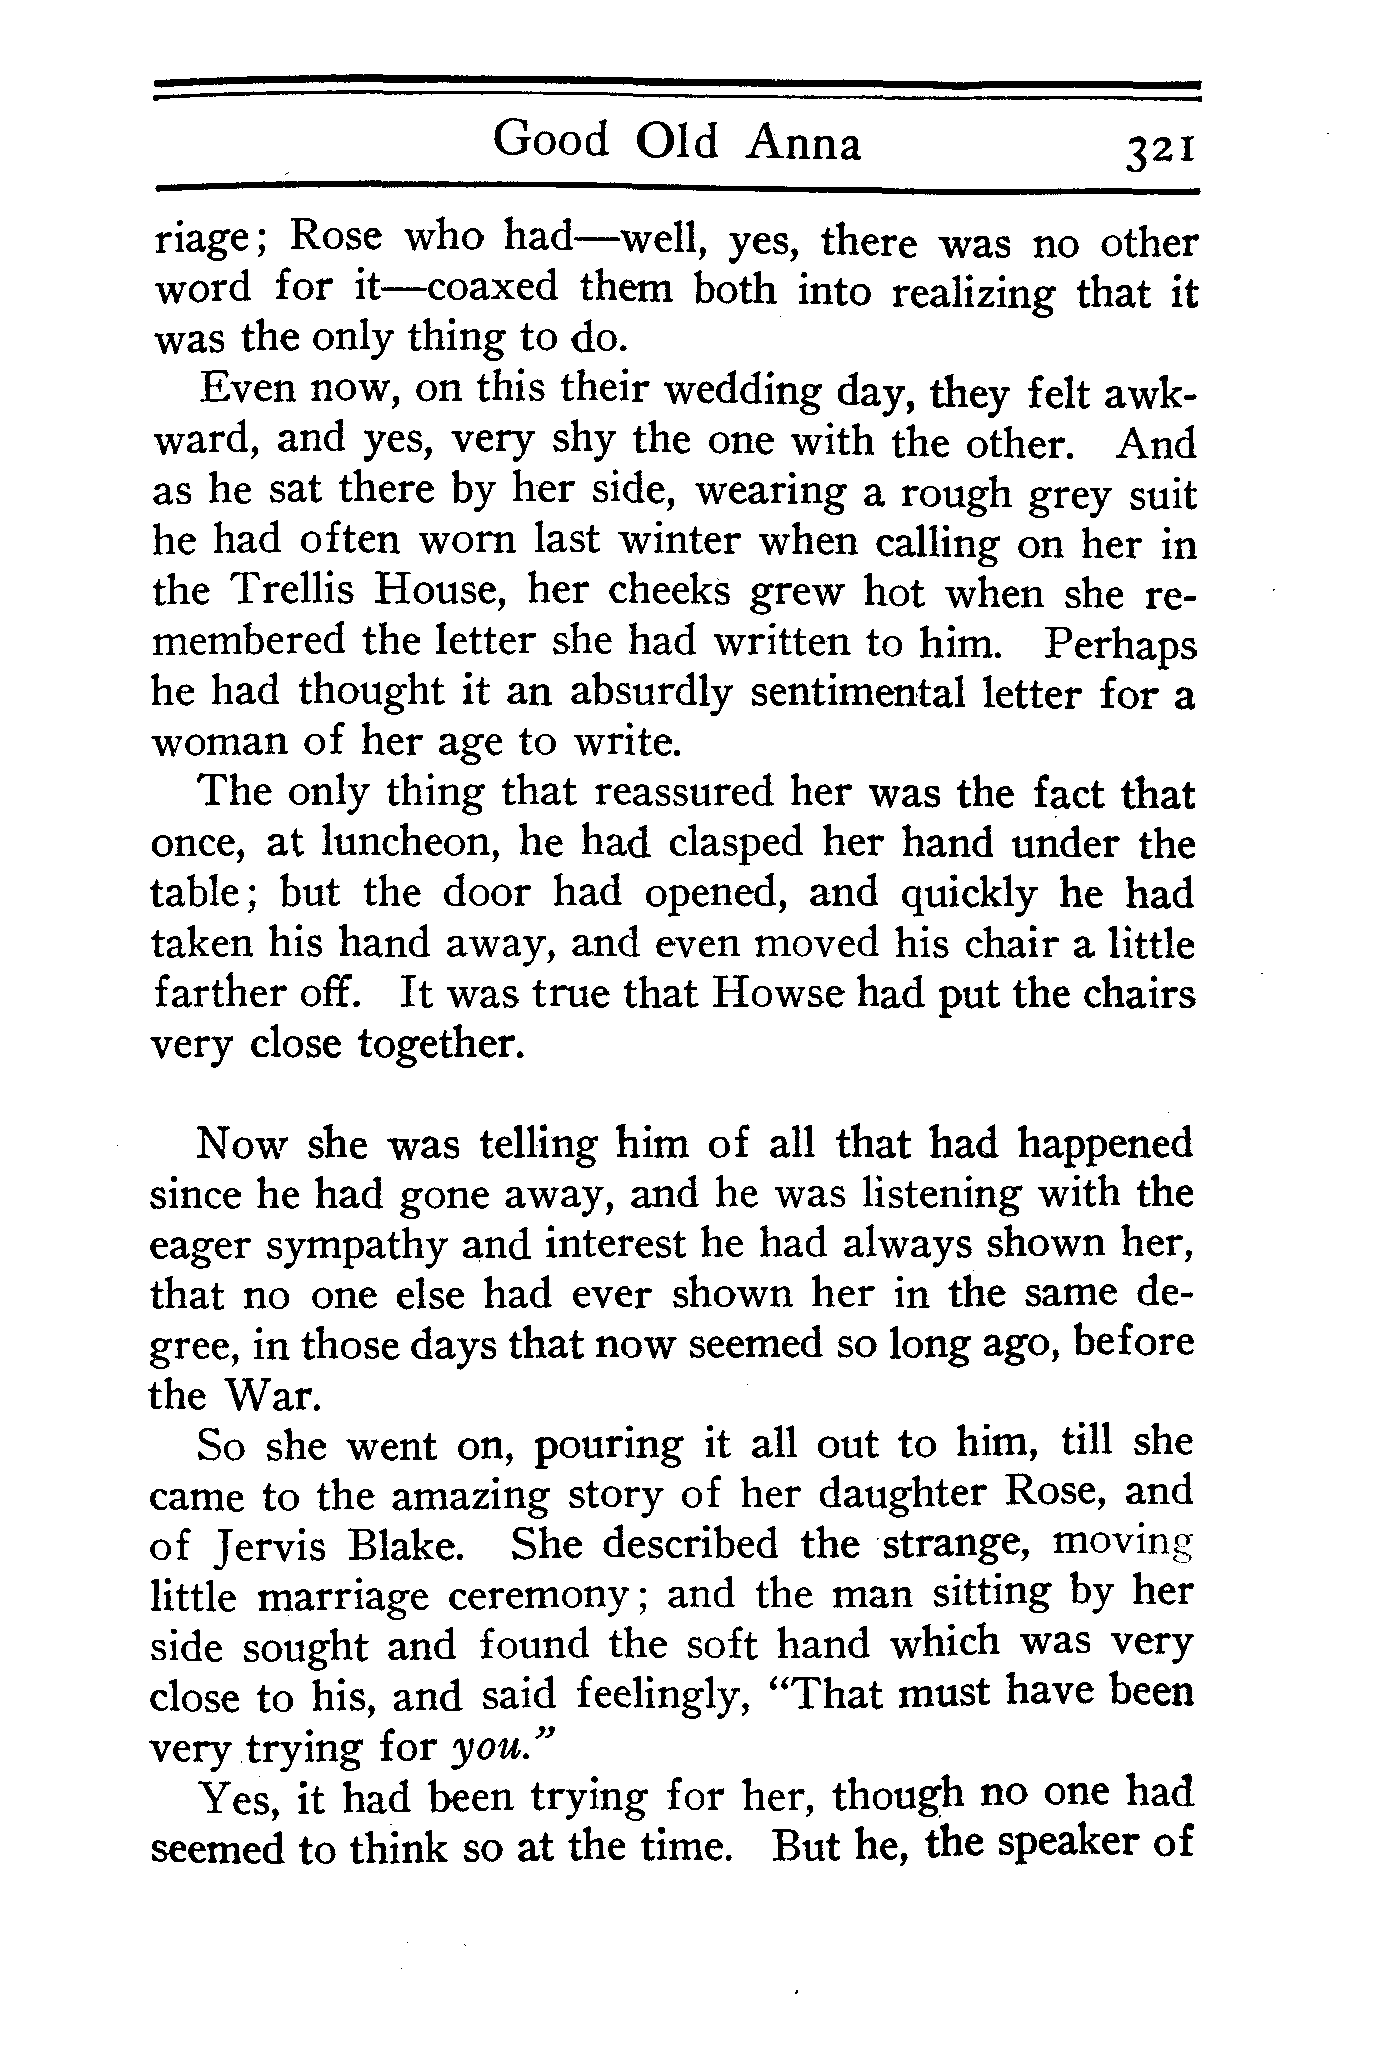 Good Old Anna 321
riage; Rose who had—well, yes, there was no other
word for it—coaxed them both into realizing that it
was the only thing to do.
Even now, on this their wedding day, they felt awk-
ward, and yes, very shy the one with the other. And
as he sat there by her side, wearing a rough grey suit
he had often worn last winter when calling on her in
the Trellis House, her cheeks grew hot when she re-
membered the letter she had written to him. Perhaps
he had thought it an absurdly sentimental letter for a
woman of her age to write.
The only thing that reassured her was the fact that
once, at luncheon, he had clasped her hand under the
table; but the door had opened, and quickly he had
taken his hand away, and even moved his chair a little
farther off. It was true that Howse had put the chairs
very close together.
Now she was telling him of all that had happened
since he had gone away, and he was listening with the
eager sympathy and interest he had always shown her,
that no one else had ever shown her in the same de-
gree, in those days that now seemed so long ago, before
the War.
So she went on, pouring it all out to him, till she
came to the amazing story of her daughter Rose, and
of Jervis Blake. She described the strange, moving
little marriage ceremony; and the man sitting by her
side sought and found the soft hand which was very
close to his, and said feelingly, “That must have been
very trying for you.”
Yes, it had been trying for her, though no one had
seemed to think so at the time. But he, the speaker of